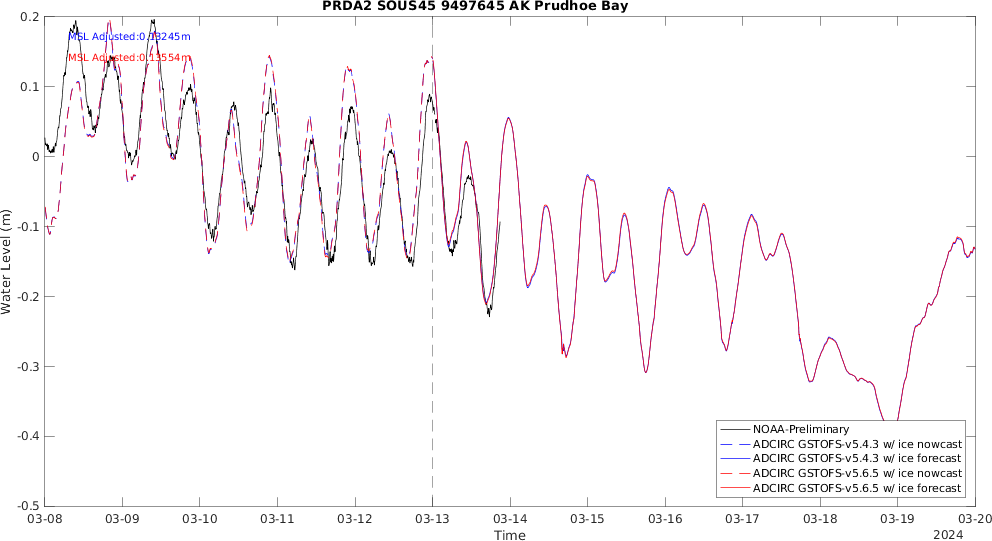 PRDA2 SOUS45 9497645 AK Prudhoe Bay
MSL Adjusted:0.13245m
MSL Adjusted:0.13554m
Water Level (m)
0.2
0.1
0
-0.1
-0.2
-0.3
-0.4
-0.5
NOAA-Preliminary
ADCIRC GSTOFS-v5.4.3 w/ ice nowcast
ADCIRC GSTOFS-v5.4.3 w/ ice forecast
ADCIRC GSTOFS-v5.6.5 w/ ice nowcast
ADCIRC GSTOFS-v5.6.5 w/ ice forecast
03-08 03-09 03-10 03-11 03-12 03-13 03-14 03-15 03-16 03-17 03-18 03-19 03-20
Time
2024